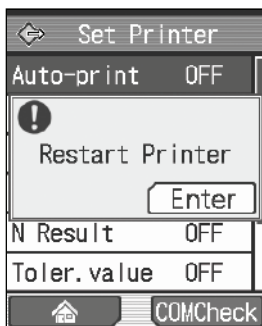 Set Printer
Auto-print OFF
Restart Printer
Enter
N Result OFF
Toler.value OFF
COMCheck